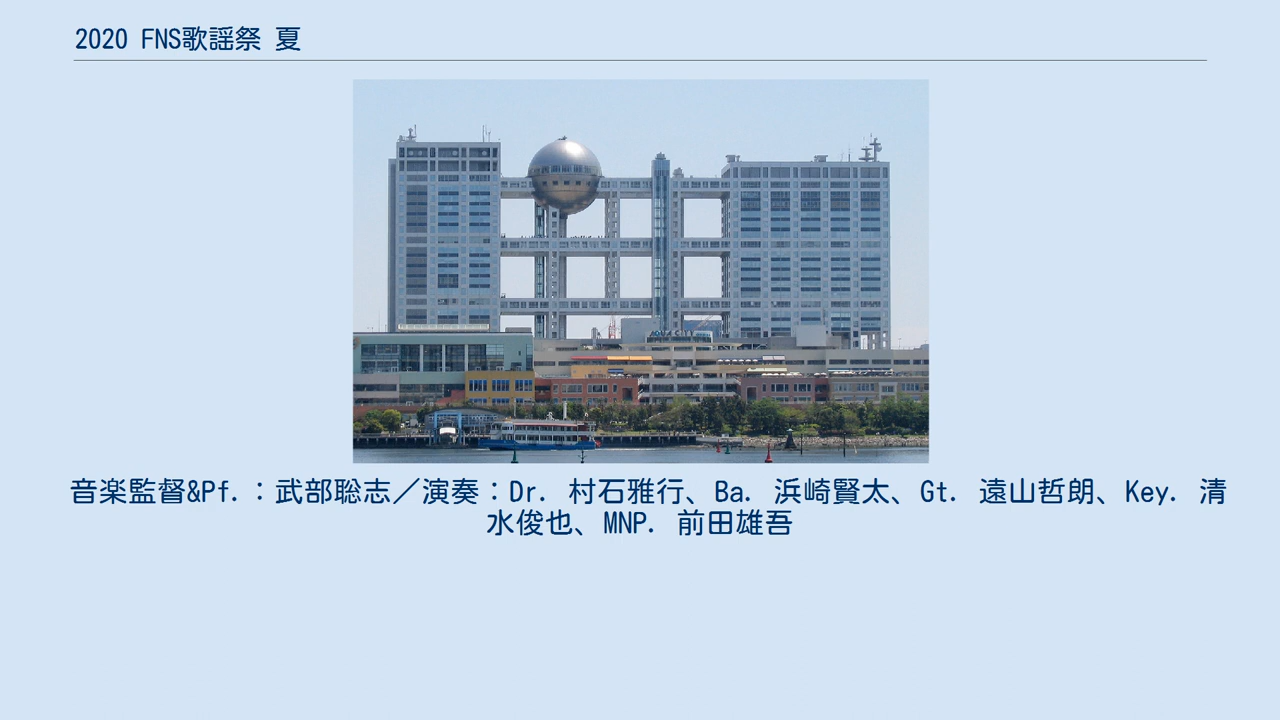 2020 FNS歌謡祭 夏
AQUA CITY
音楽監督&Pf.：武部聡志／演奏：Dr. 村石雅行、Ba. 浜崎賢太、Gt. 遠山哲朗、Key. 清
水俊也、MNP. 前田雄吾